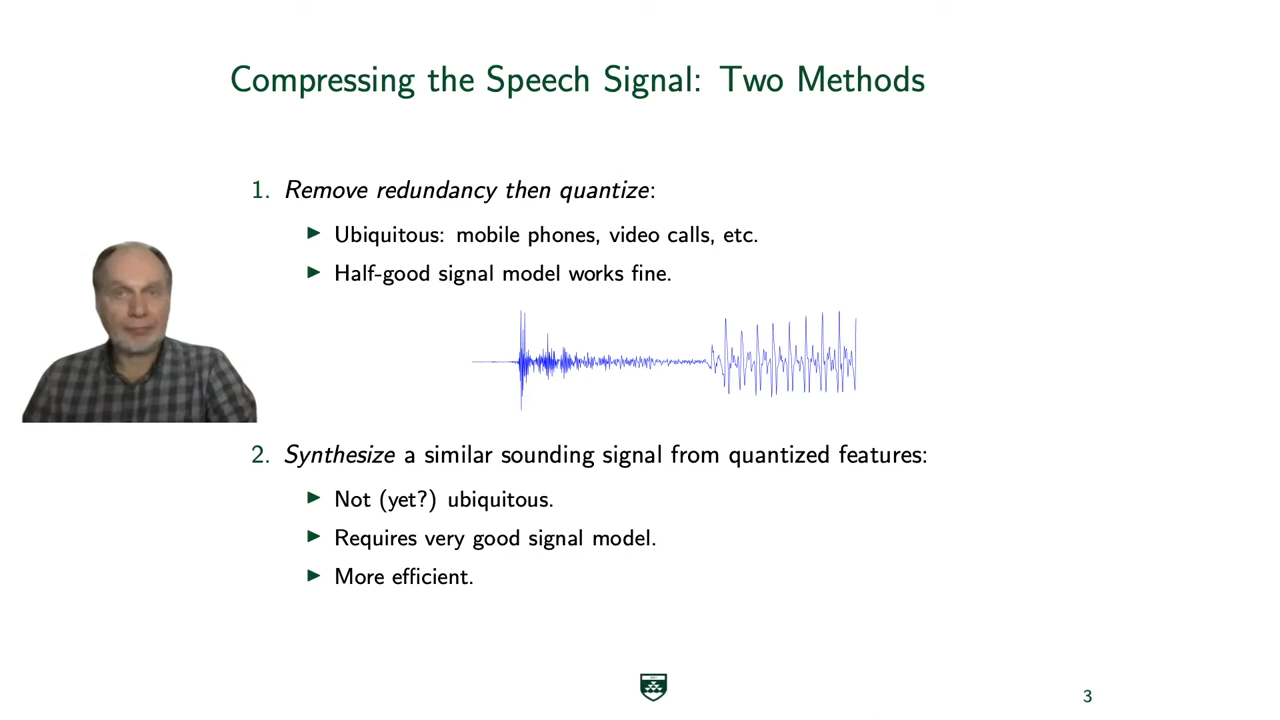 Compressing the Speech Signal: Two Methods
1. Remove redundancy then quantize:
▶ Ubiquitous: mobile phones, video calls, etc.
▶ Half-good signal model works fine.
2. Synthesize a similar sounding signal from quantized features:
▶ Not (yet?) ubiquitous.
▶ Requires very good signal model.
▶ More efficient.
3